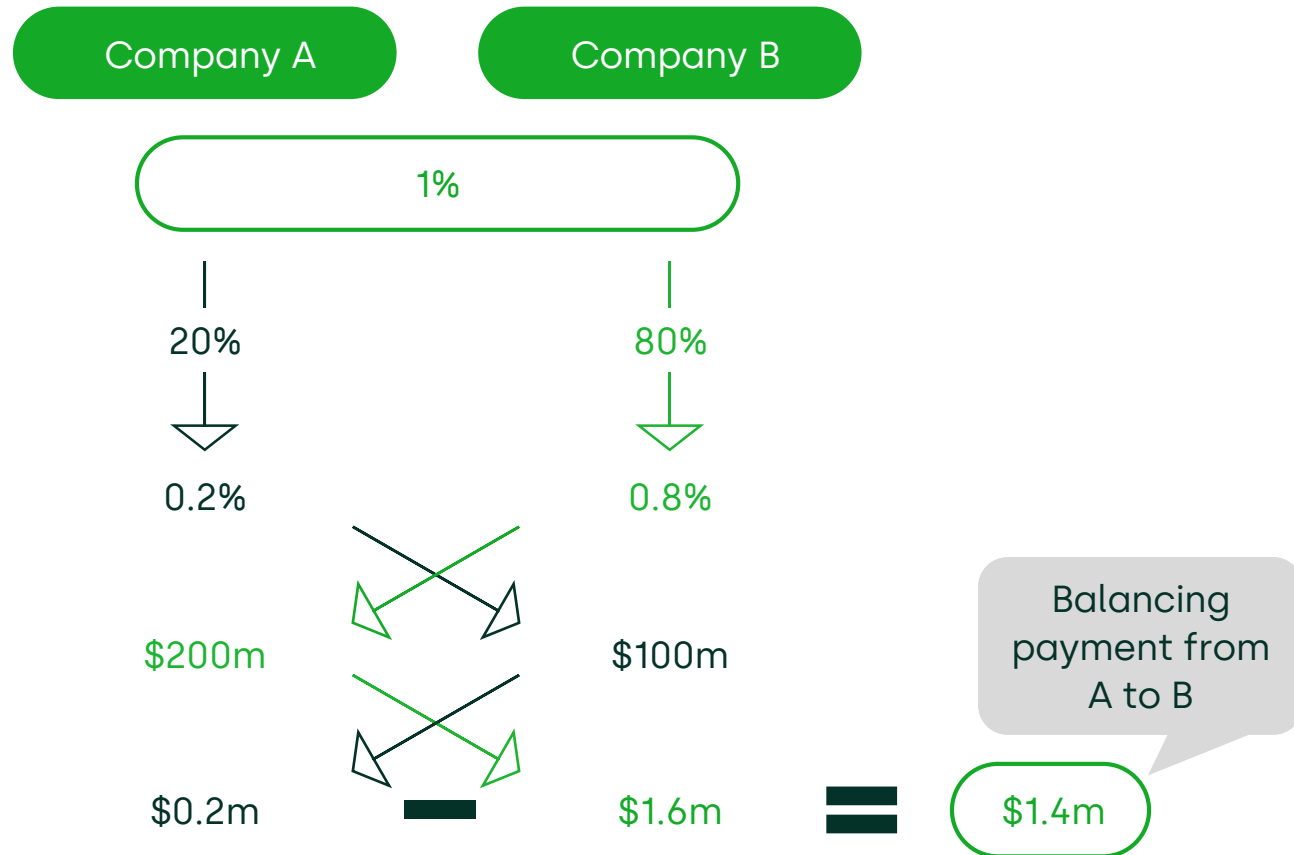 Company A
Company B
1%
20%
80%
0.2%
0.8%
$200m
$100m
Balancing
payment from
A to B
$0.2m
$1.6m
$1.4m